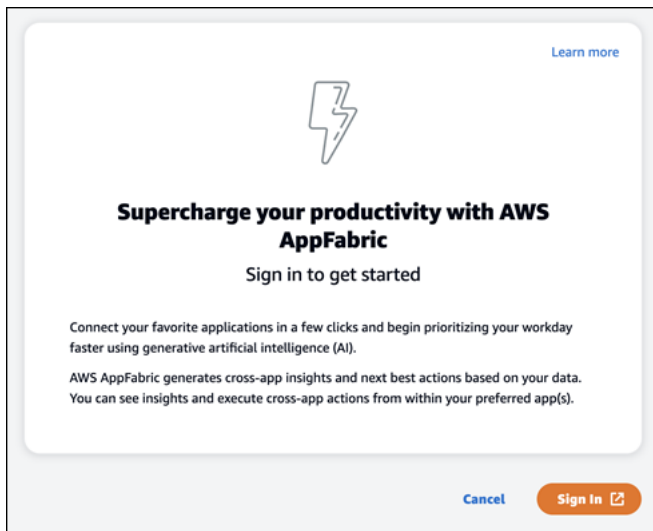 Learn more
Supercharge your productivity with AWS
AppFabric
Sign in to get started
Connect your favorite applications in a few clicks and begin prioritizing your workday
faster using generative artificial intelligence (AI).
AWS AppFabric generates cross-app insights and next best actions based on your data.
You can see insights and execute cross-app actions from within your preferred app(s).
Cancel
Sign In